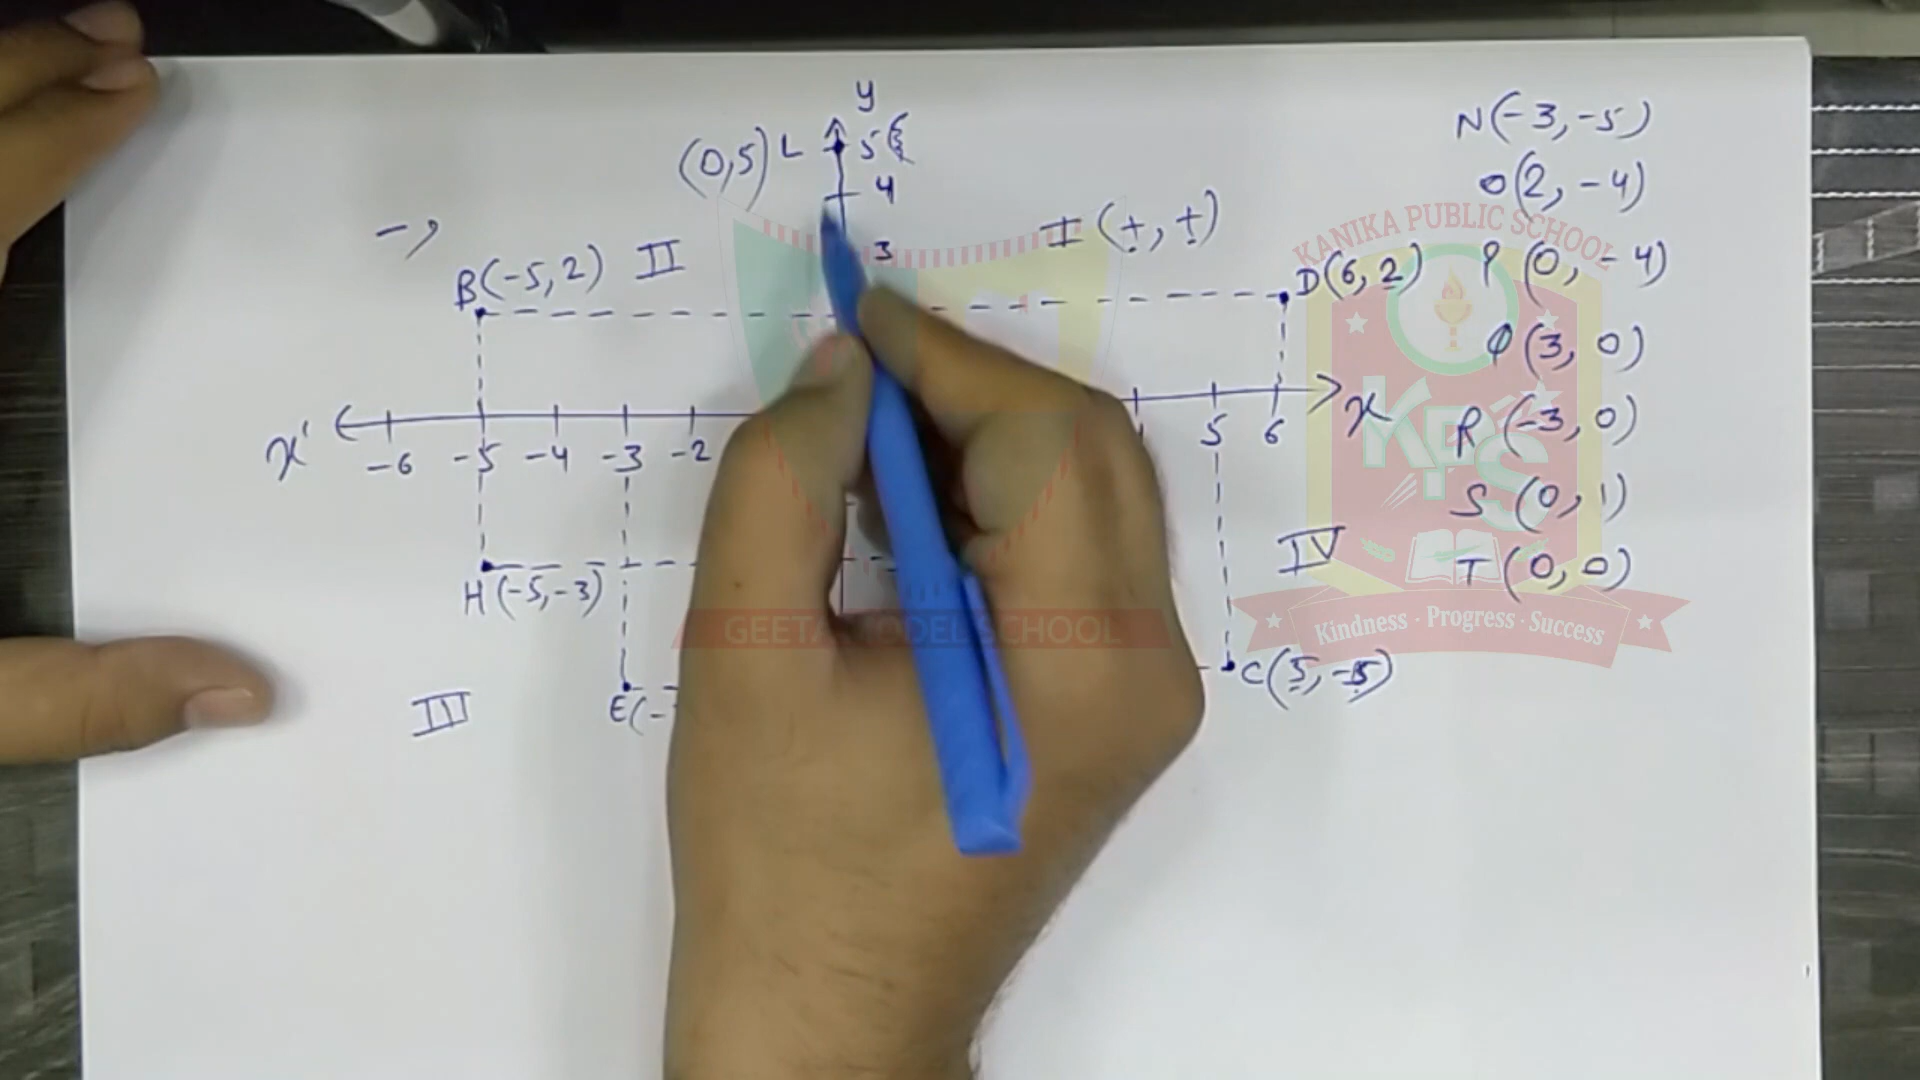 y
(0,5) L 5
4
3
-,
B(-5,2) II
I (+,+)
D(6,2)
x' -6 -5 -4 -3 -2
5 6 x
H(-5,-3)
IV
III
E(-
C(5,-5)
N(-3,-5)
O(2,-4)
P(0,-4)
Q(3,0)
R(-3,0)
S(0,1)
T(0,0)
KANIKA PUBLIC SCHOOL
KPS
Kindness · Progress · Success
GEETA MODEL SCHOOL